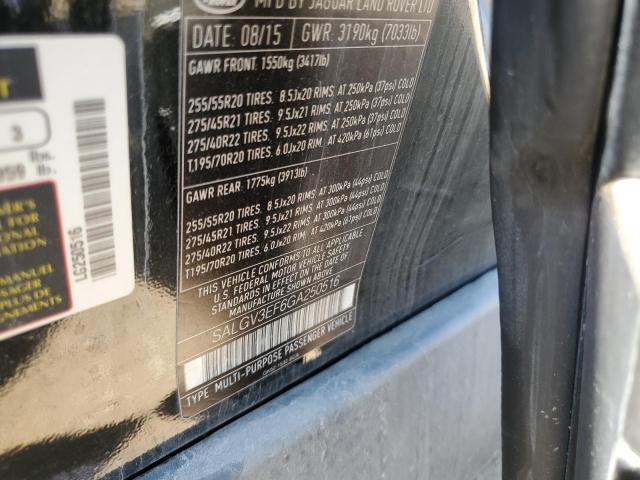 MFD BY JAGUAR LAND ROVER LTD
DATE: 08/15 GWR: 3190kg (7033lb)
GAWR FRONT: 1550kg (3417lb)
255/55R20 TIRES. 8.5Jx20 RIMS. AT 250kPa (37psi) COLD
275/45R21 TIRES. 9.5Jx21 RIMS AT 250kPa (37psi) COLD
275/40R22 TIRES. 9.5Jx22 RIMS AT 250kPa (37psi) COLD
T.195/70R20 TIRES. 6.0Jx20 RIM. AT 420kPa (61psi) COLD
GAWR REAR: 1775kg (3913lb)
255/55R20 TIRES. 8.5Jx20 RIMS AT 300kPa (44psi) COLD
275/45R21 TIRES. 9.5Jx21 RIMS AT 300kPa (44psi) COLD
275/40R22 TIRES. 9.5Jx22 RIMS AT 300kPa (44psi) COLD
T195/70R20 TIRES. 6.0Jx20 RIM AT 420kPa (61psi) COLD
THIS VEHICLE CONFORMS TO ALL APPLICABLE
U.S. FEDERAL MOTOR VEHICLE SAFETY
STANDARDS IN EFFECT ON THE DATE OF
MANUFACTURE SHOWN ABOVE.
SALGV3EF6GA250516
TYPE: MULTI-PURPOSE PASSENGER VEHICLE
3
lbs.
FOR
MANUEL
LG250516